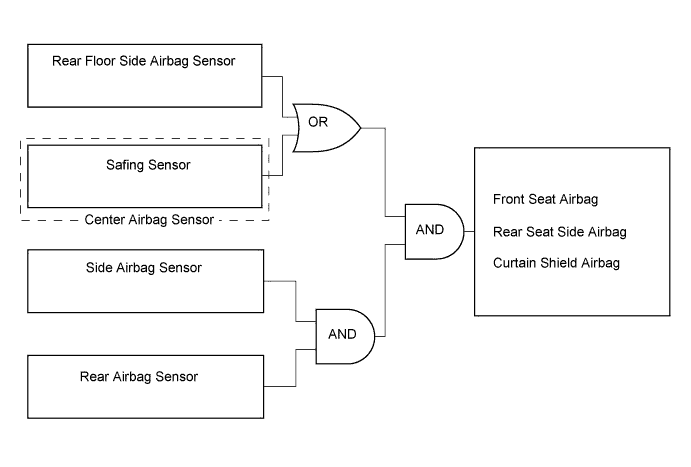 Rear Floor Side Airbag Sensor
OR
Safing Sensor
Center Airbag Sensor
Front Seat Airbag
AND
Rear Seat Side Airbag
Curtain Shield Airbag
Side Airbag Sensor
AND
Rear Airbag Sensor